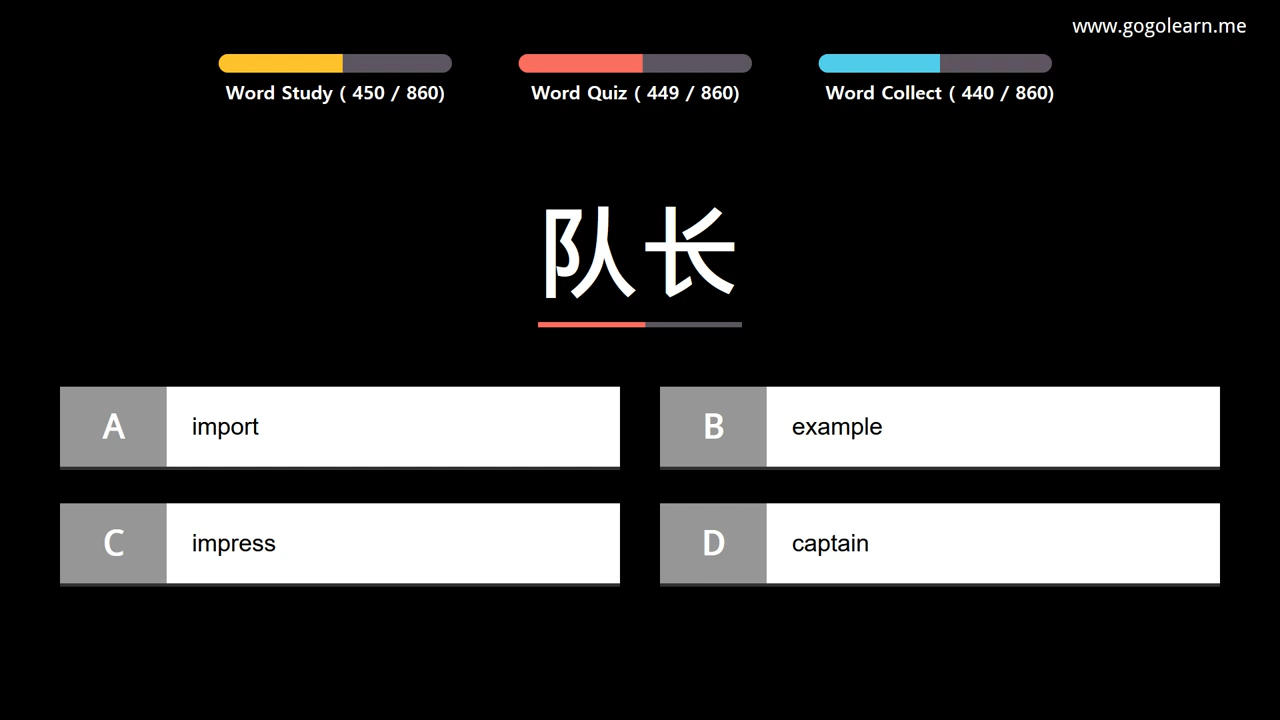 www.gogolearn.me
Word Study ( 450 / 860)
Word Quiz ( 449 / 860)
Word Collect ( 440 / 860)
队长
A import
B example
C impress
D captain